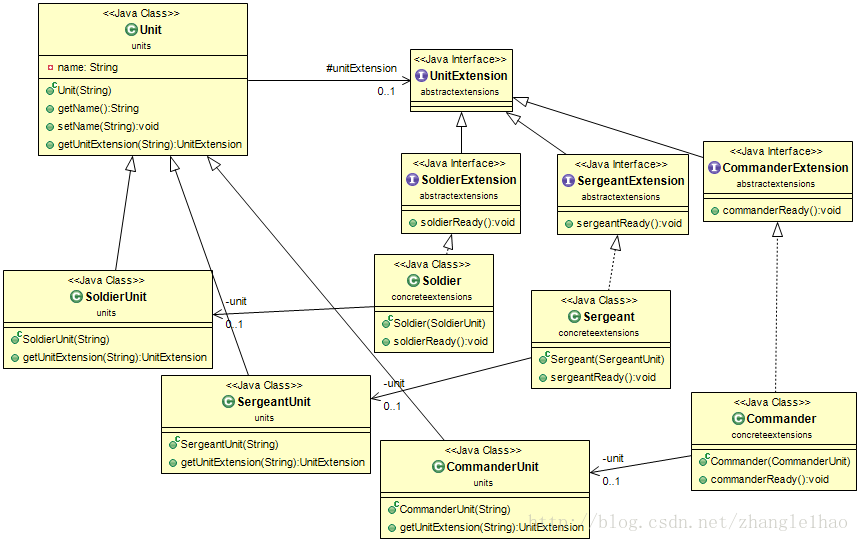 <<Java Class>>
Unit
units
name: String
Unit(String)
getName():String
setName(String):void
getUnitExtension(String):UnitExtension
#unitExtension
0..1
<<Java Interface>>
UnitExtension
abstractextensions
<<Java Interface>>
SoldierExtension
abstractextensions
soldierReady():void
<<Java Interface>>
SergeantExtension
abstractextensions
sergeantReady():void
<<Java Interface>>
CommanderExtension
abstractextensions
commanderReady():void
<<Java Class>>
SoldierUnit
units
SoldierUnit(String)
getUnitExtension(String):UnitExtension
-unit
0..1
<<Java Class>>
Soldier
concreteextensions
Soldier(SoldierUnit)
soldierReady():void
<<Java Class>>
Sergeant
concreteextensions
Sergeant(SergeantUnit)
sergeantReady():void
<<Java Class>>
SergeantUnit
units
SergeantUnit(String)
getUnitExtension(String):UnitExtension
-unit
0..1
<<Java Class>>
Commander
concreteextensions
Commander(CommanderUnit)
commanderReady():void
<<Java Class>>
CommanderUnit
units
CommanderUnit(String)
getUnitExtension(String):UnitExtension
-unit
0..1
http://blog.csdn.net/zhanglelhao